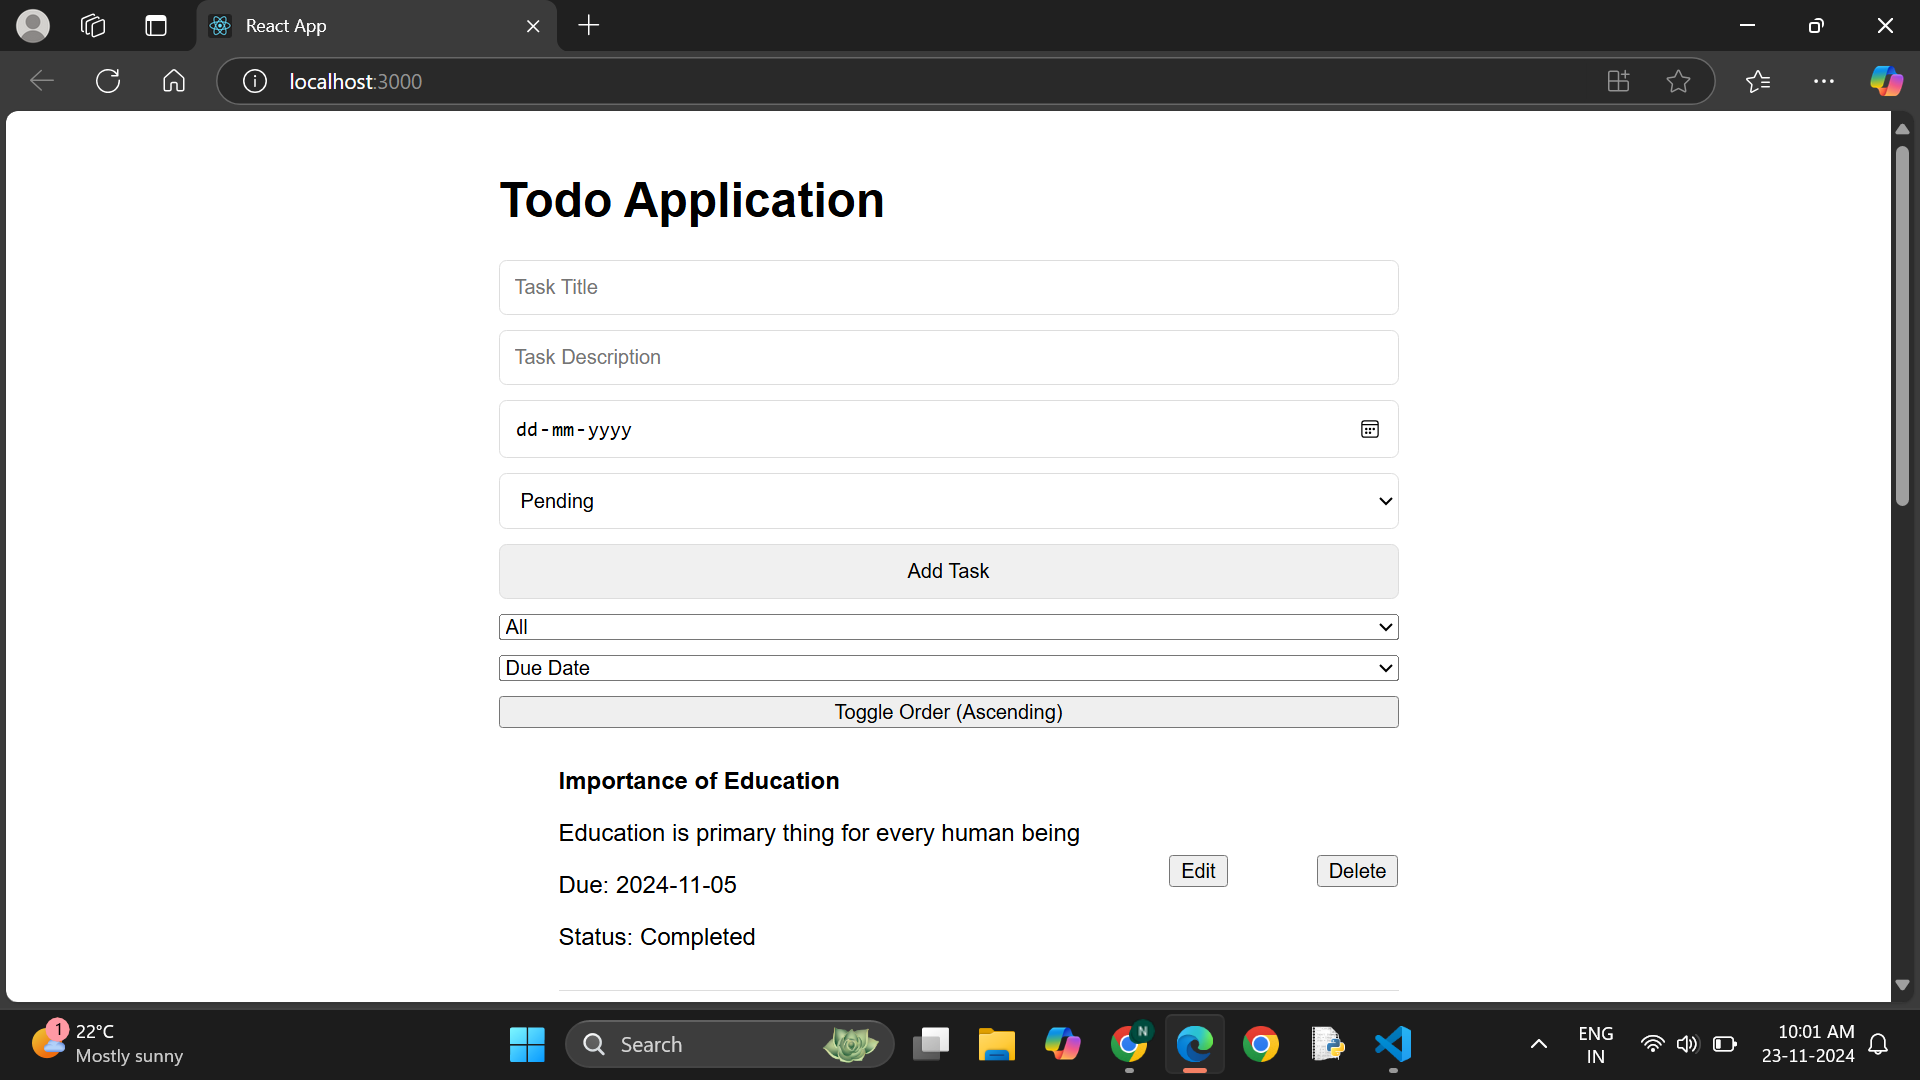 React App
localhost:3000
Todo Application
Task Title
Task Description
dd-mm-yyyy
Pending
Add Task
All
Due Date
Toggle Order (Ascending)
Importance of Education
Education is primary thing for every human being
Due: 2024-11-05
Status: Completed
Edit
Delete
1
22°C
Mostly sunny
Search
N
ENG
IN
10:01 AM
23-11-2024